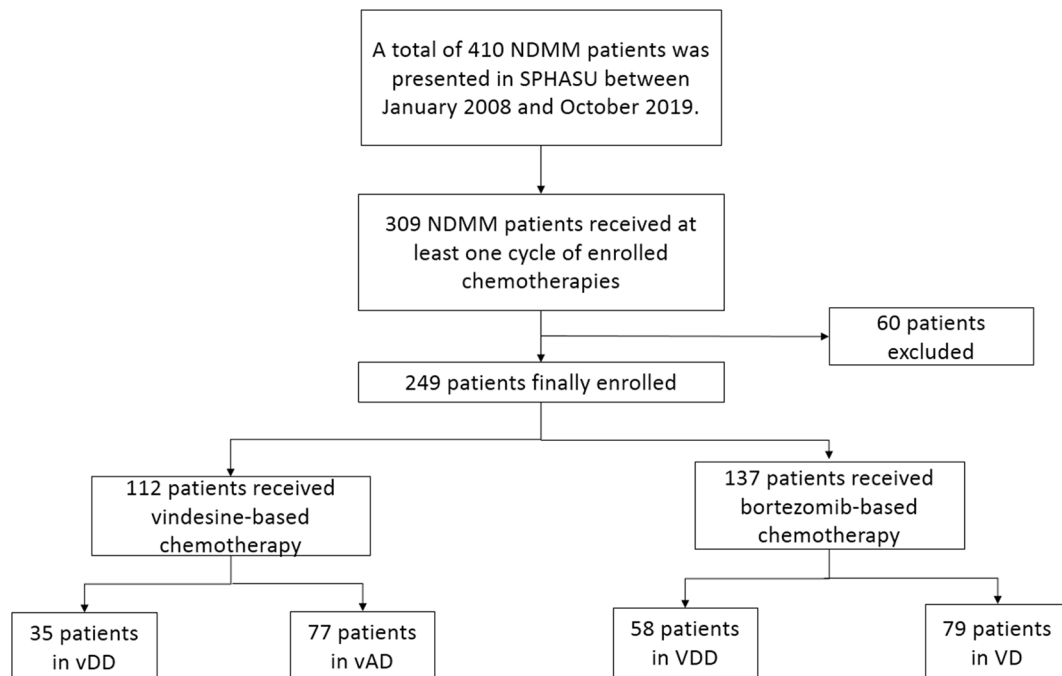 A total of 410 NDMM patients was
presented in SPHASU between
January 2008 and October 2019.
309 NDMM patients received at
least one cycle of enrolled
chemotherapies
60 patients
excluded
249 patients finally enrolled
112 patients received
vindesine-based
chemotherapy
137 patients received
bortezomib-based
chemotherapy
35 patients
in vDD
77 patients
in vAD
58 patients
in VDD
79 patients
in VD